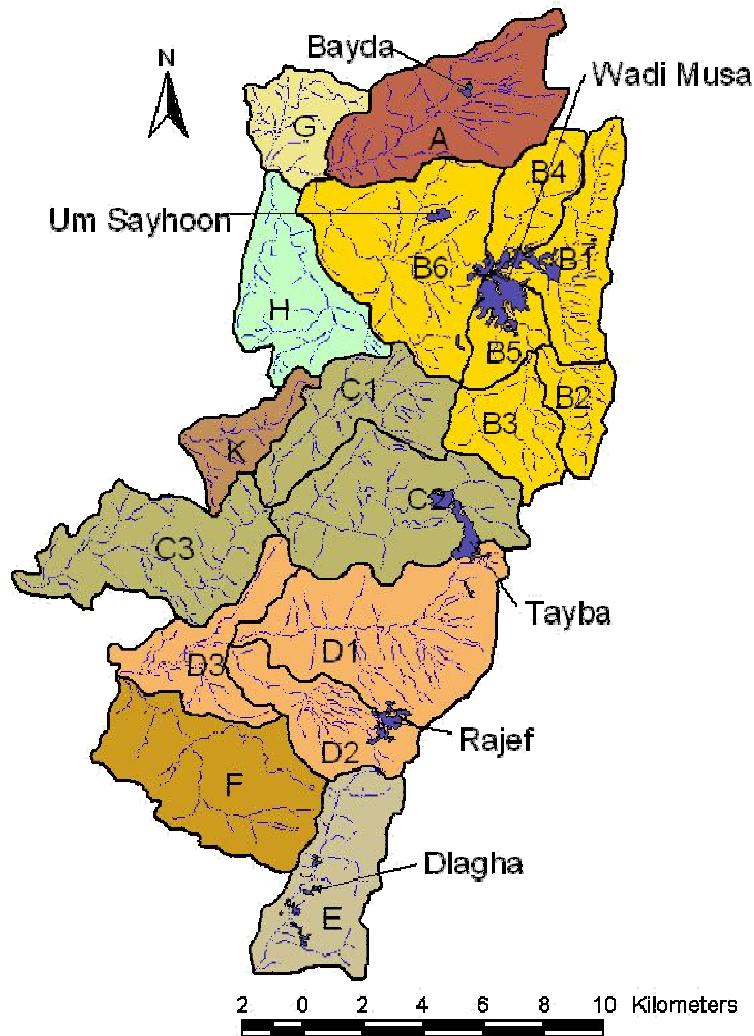 Bayda
N
Wadi Musa
G
A
B4
Um Sayhoon
B6
B1
H
B5
C1
B2
B3
K
C2
C3
Tayba
D1
D3
Rajef
D2
F
Dlagha
E
2 0 2 4 6 8 10 Kilometers